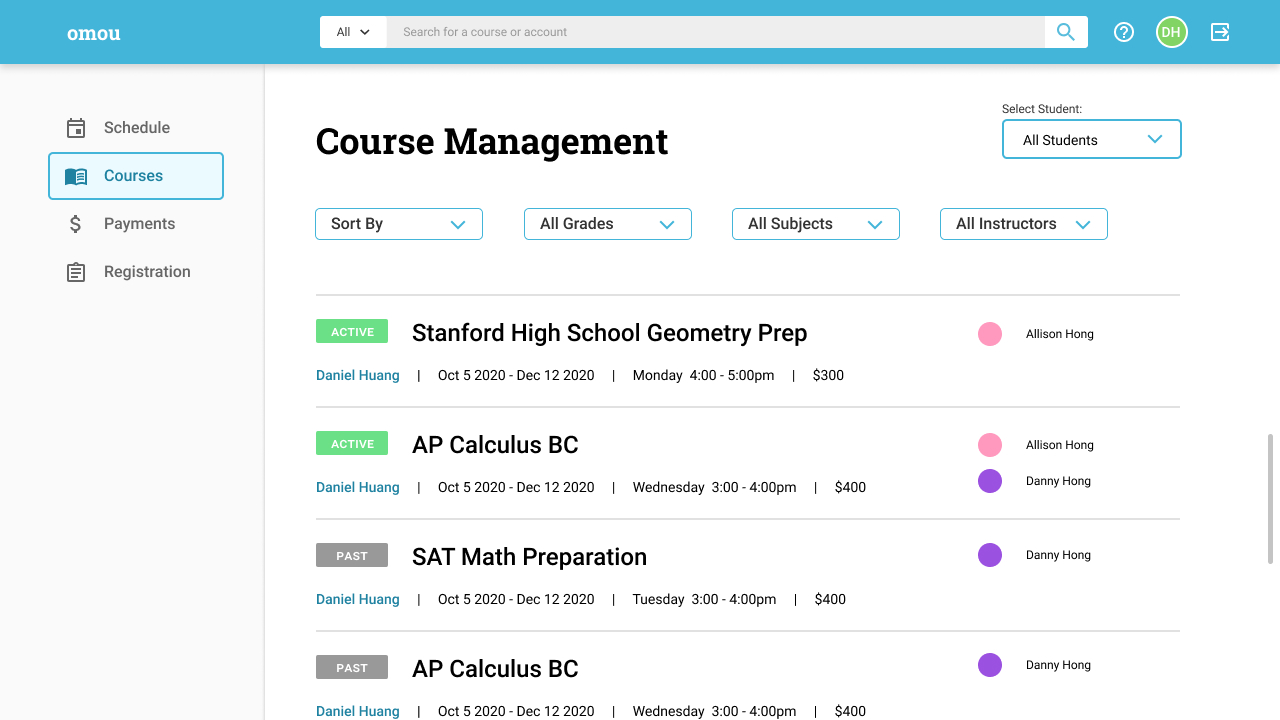 omou
All
Search for a course or account
DH
Schedule
Courses
Payments
Registration
Course Management
Select Student:
All Students
Sort By
All Grades
All Subjects
All Instructors
ACTIVE Stanford High School Geometry Prep Allison Hong
Daniel Huang | Oct 5 2020 - Dec 12 2020 | Monday 4:00 - 5:00pm | $300
ACTIVE AP Calculus BC Allison Hong
Danny Hong
Daniel Huang | Oct 5 2020 - Dec 12 2020 | Wednesday 3:00 - 4:00pm | $400
PAST SAT Math Preparation Danny Hong
Daniel Huang | Oct 5 2020 - Dec 12 2020 | Tuesday 3:00 - 4:00pm | $400
PAST AP Calculus BC Danny Hong
Daniel Huang | Oct 5 2020 - Dec 12 2020 | Wednesday 3:00 - 4:00pm | $400